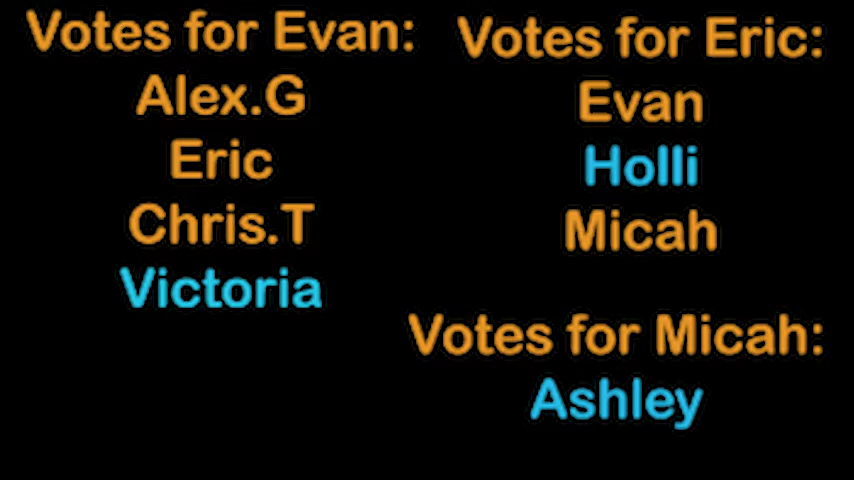 Votes for Evan:
Alex.G
Eric
Chris.T
Victoria
Votes for Eric:
Evan
Holli
Micah
Votes for Micah:
Ashley